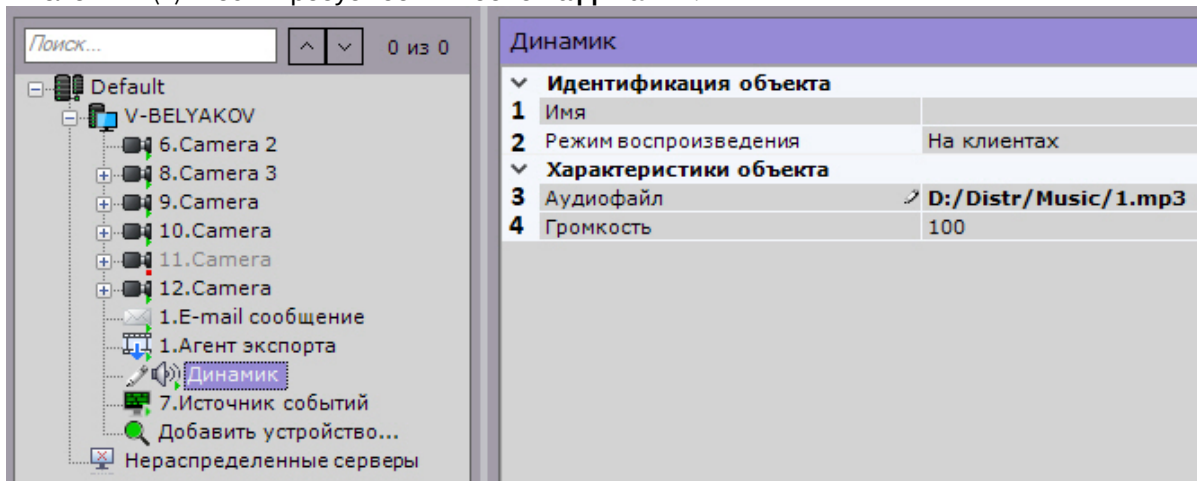 Поиск...
0 из 0
Default
V-BELYAKOV
6.Camera 2
8.Camera 3
9.Camera
10.Camera
11.Camera
12.Camera
1.E-mail сообщение
1.Агент экспорта
Динамик
7.Источник событий
Добавить устройство...
Нераспределенные серверы
Динамик
Идентификация объекта
1 Имя
2 Режим воспроизведения На клиентах
Характеристики объекта
3 Аудиофайл D:/Distr/Music/1.mp3
4 Громкость 100